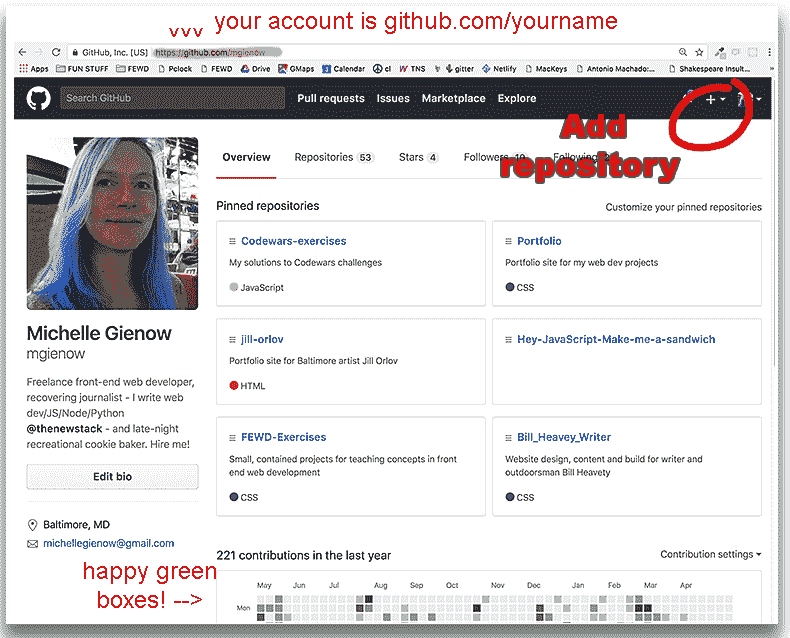 vvv your account is github.com/yourname
GitHub, Inc. [US] https://github.com/mgienow
Apps FUN STUFF FEWD Pclock FEWD Drive GMaps Calendar cl TNS gitter Netlify MacKeys Antonio Machado:... Shakespeare Insult... »
Search GitHub Pull requests Issues Marketplace Explore
Add
repository
Overview Repositories 53 Stars 4 Followers 19 Following
Pinned repositories Customize your pinned repositories
Codewars-exercises
My solutions to Codewars challenges
JavaScript
Portfolio
Portfolio site for my web dev projects
CSS
jill-orlov
Portfolio site for Baltimore artist Jill Orlov
HTML
Hey-JavaScript-Make-me-a-sandwich
FEWD-Exercises
Small, contained projects for teaching concepts in front
end web development
CSS
Bill_Heavey_Writer
Website design, content and build for writer and
outdoorsman Bill Heavety
CSS
Michelle Gienow
mgienow
Freelance front-end web developer,
recovering journalist - I write web
dev/JS/Node/Python
@thenewstack - and late-night
recreational cookie baker. Hire me!
Edit bio
Baltimore, MD
michellegienow@gmail.com
221 contributions in the last year Contribution settings
May Jun Jul Aug Sep Oct Nov Dec Jan Feb Mar Apr
Mon
happy green
boxes! -->